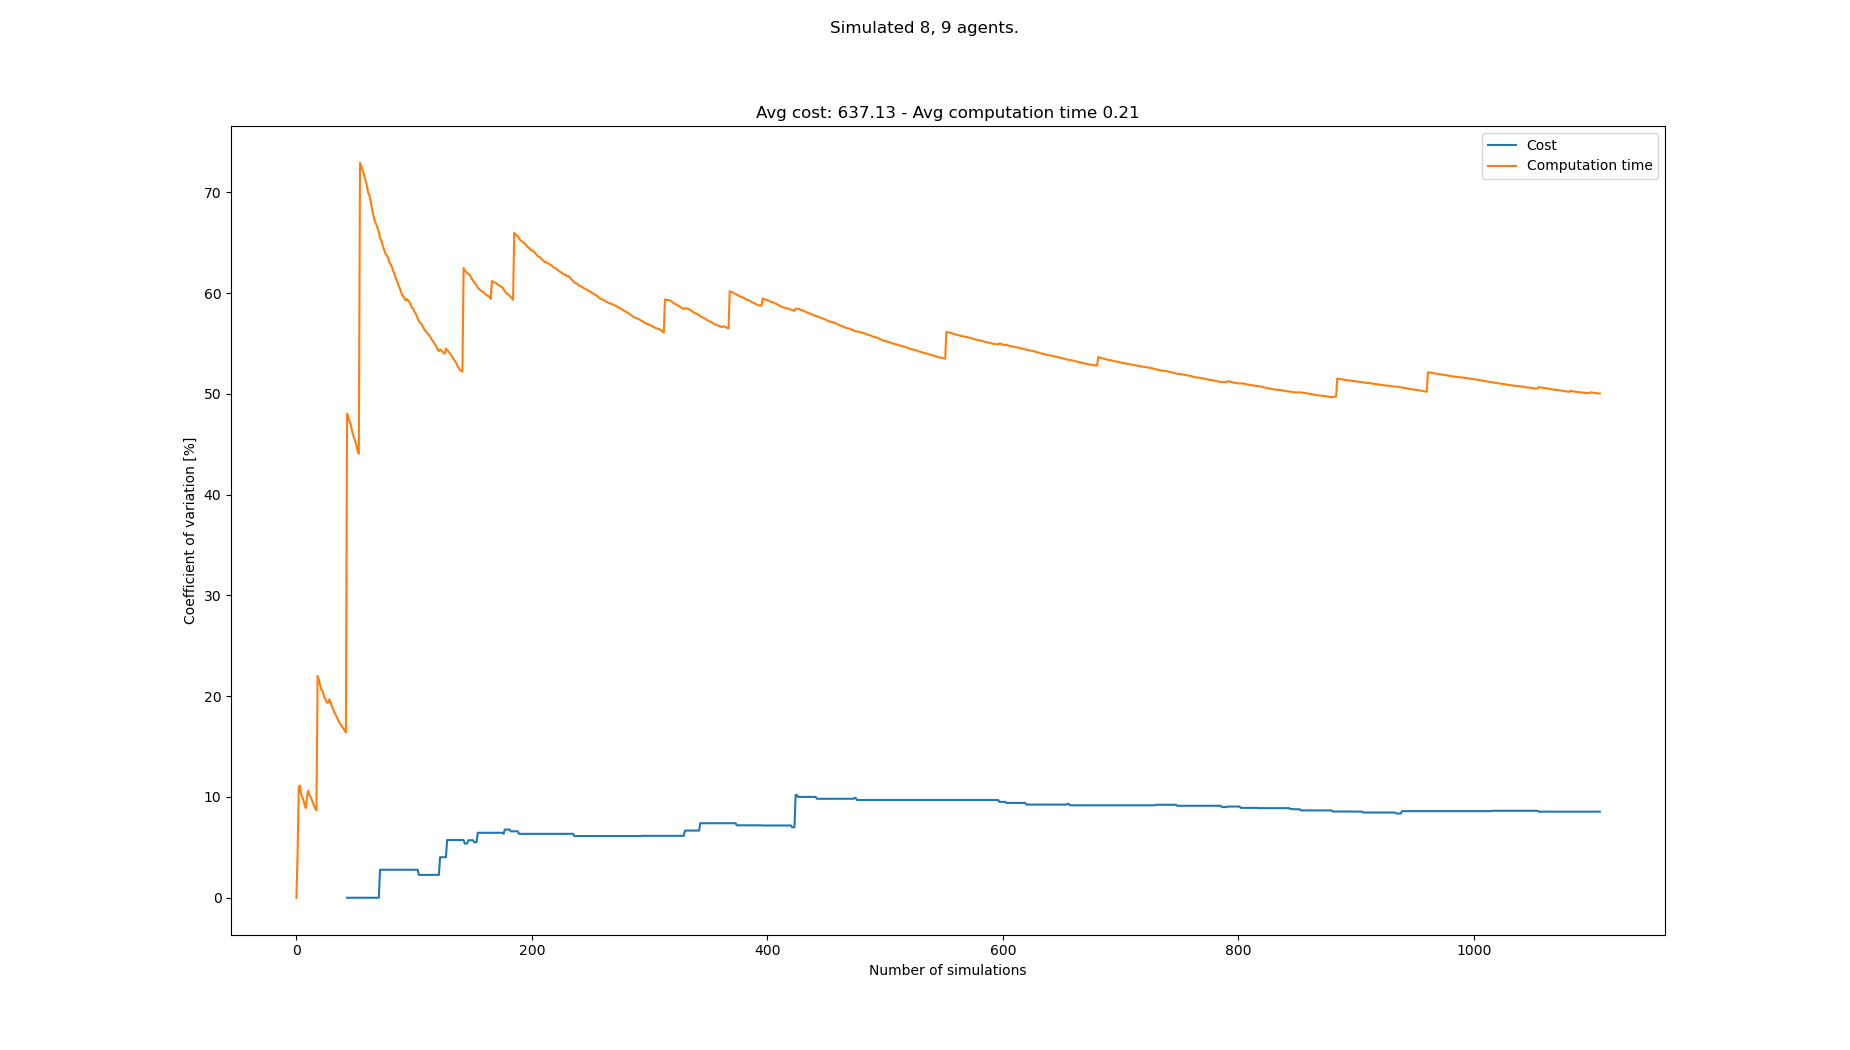 Simulated 8, 9 agents.
Avg cost: 637.13 - Avg computation time 0.21
Cost
Computation time
Coefficient of variation [%]
70
60
50
40
30
20
10
0
0 200 400 600 800 1000
Number of simulations